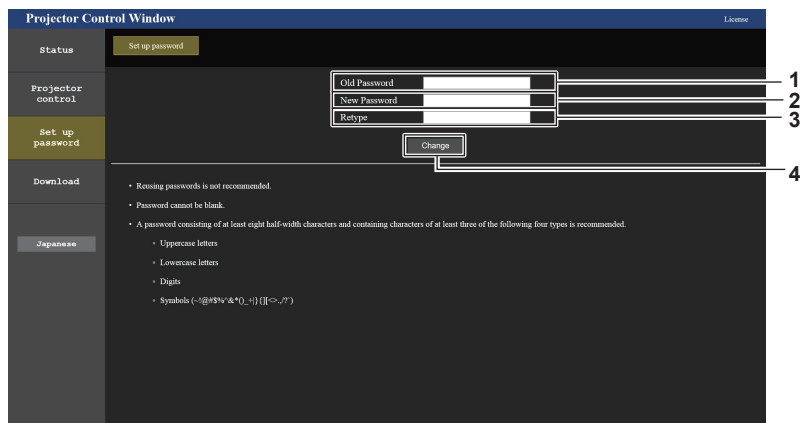 Projector Control Window
License
Status
Set up password
Projector
control
Old Password
1
New Password
2
Retype
3
Set up
password
Change
4
Download
• Reusing passwords is not recommended.
• Password cannot be blank.
• A password consisting of at least eight half-width characters and containing characters of at least three of the following four types is recommended.
Japanese
Uppercase letters
Lowercase letters
Digits
Symbols (~!@#$%^&*()_+|}{][<>.,/?`)